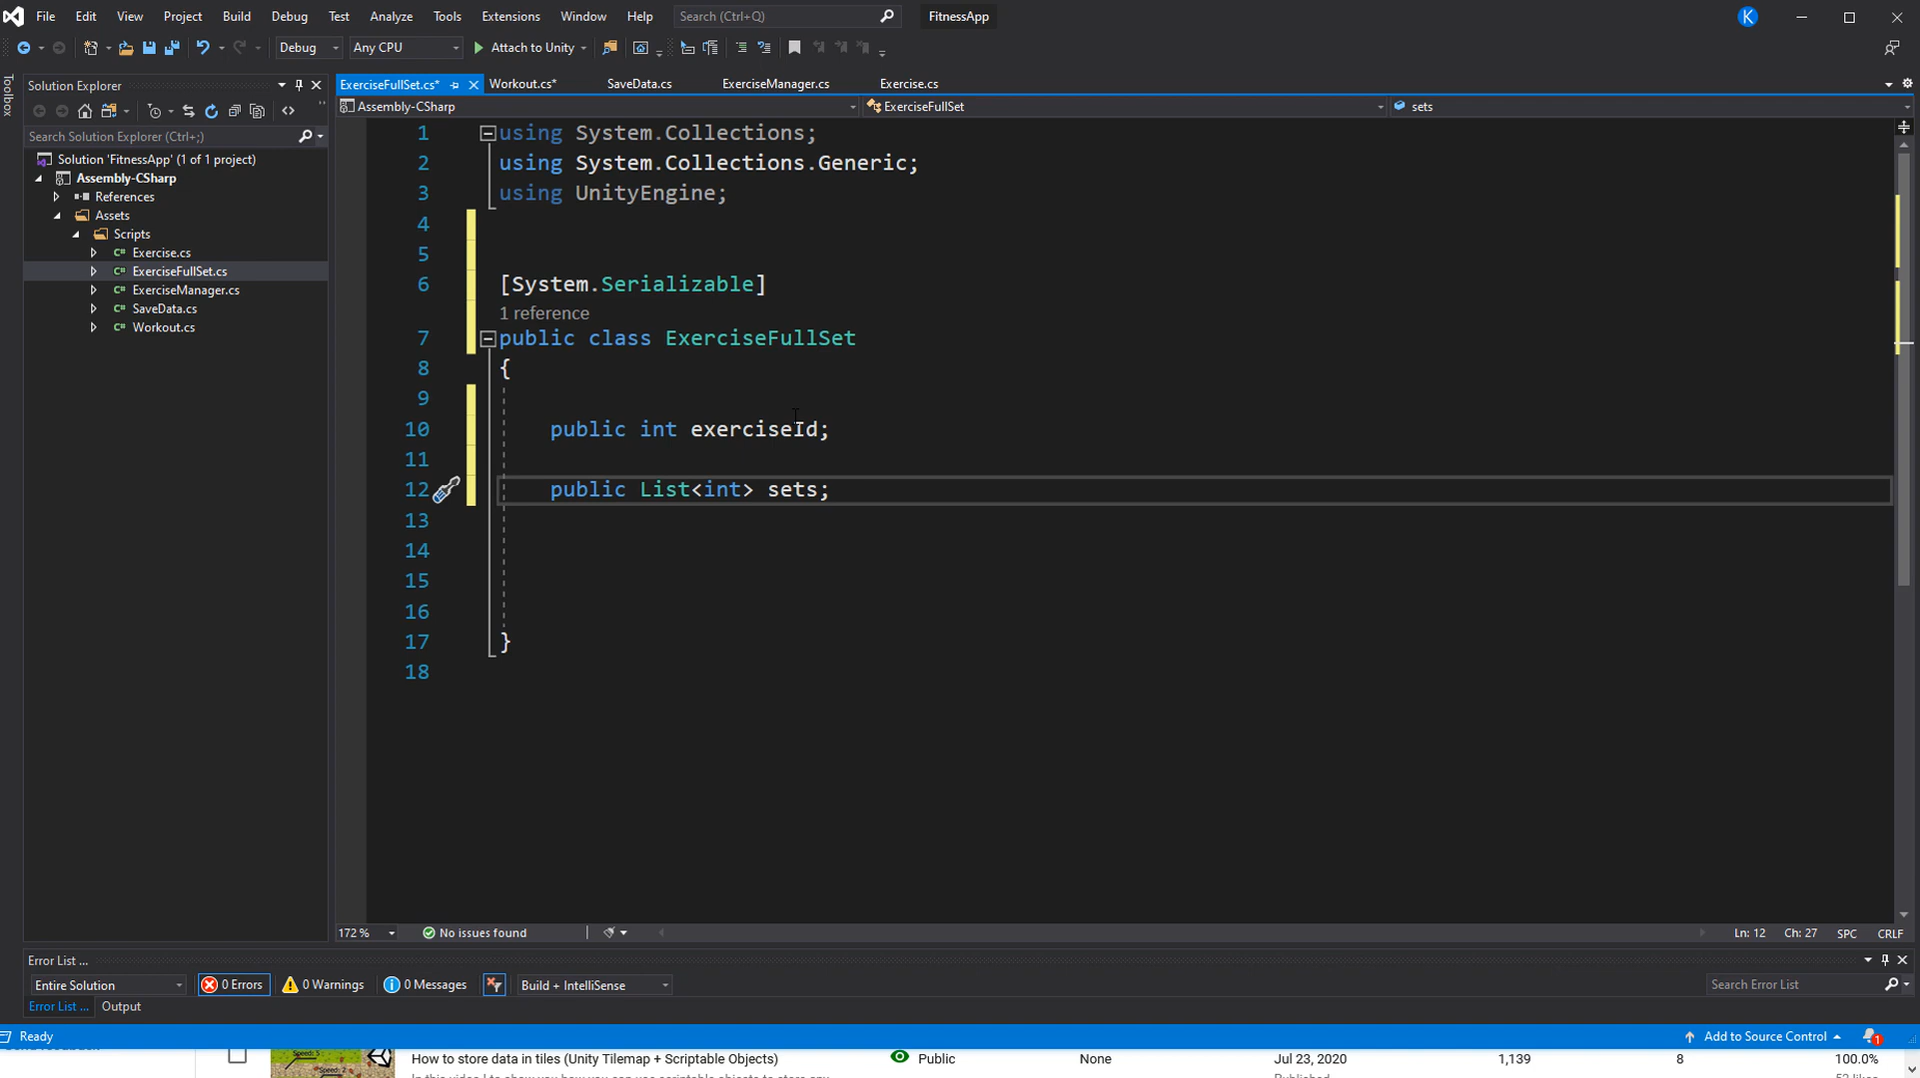 File Edit View Git Project Build Debug Test Analyze Tools Extensions Window Help Search (Ctrl+Q) FitnessApp K
Debug Any CPU Attach to Unity
Toolbox
Solution Explorer
Search Solution Explorer (Ctrl+;)
Solution 'FitnessApp' (1 of 1 project)
Assembly-CSharp
References
Assets
Scripts
C# Exercise.cs
C# ExerciseFullSet.cs
C# ExerciseManager.cs
C# SaveData.cs
C# Workout.cs
ExerciseFullSet.cs* Workout.cs* SaveData.cs ExerciseManager.cs Exercise.cs
Assembly-CSharp ExerciseFullSet sets
1 using System.Collections;
2 using System.Collections.Generic;
3 using UnityEngine;
4
5
6 [System.Serializable]
1 reference
7 public class ExerciseFullSet
8 {
9
10 public int exerciseId;
11
12 public List<int> sets;
13
14
15
16
17 }
18
172 % No issues found Ln: 12 Ch: 27 SPC CRLF
Error List ...
Entire Solution 0 Errors 0 Warnings 0 Messages Build + IntelliSense Search Error List
Error List ... Output
Ready Add to Source Control 1
How to store data in tiles (Unity Tilemap + Scriptable Objects) Public None Jul 23, 2020 1,139 8 100.0%